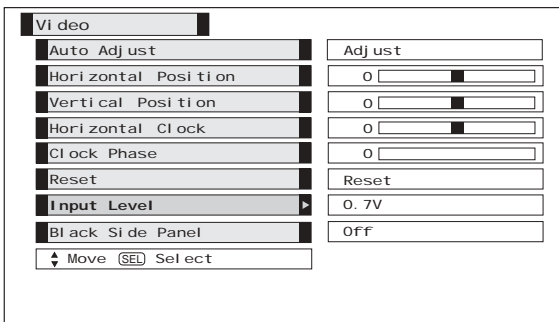 Video
Auto Adjust Adjust
Horizontal Position 0
Vertical Position 0
Horizontal Clock 0
Clock Phase 0
Reset Reset
Input Level 0.7V
Black Side Panel Off
Move SEL Select